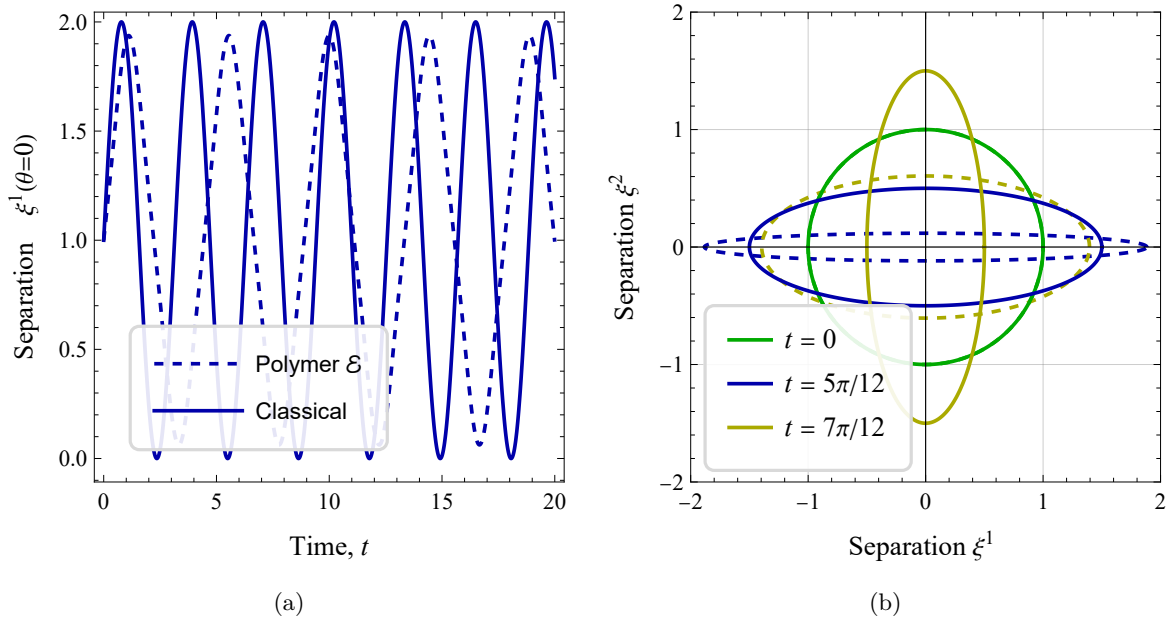 2.0
1.5
1.0
0.5
0.0
Separation ξ¹(θ=0)
Polymer ℰ
Classical
0 5 10 15 20
Time, t
(a)
2
1
0
−1
−2
Separation ξ²
t = 0
t = 5π/12
t = 7π/12
−2 −1 0 1 2
Separation ξ¹
(b)